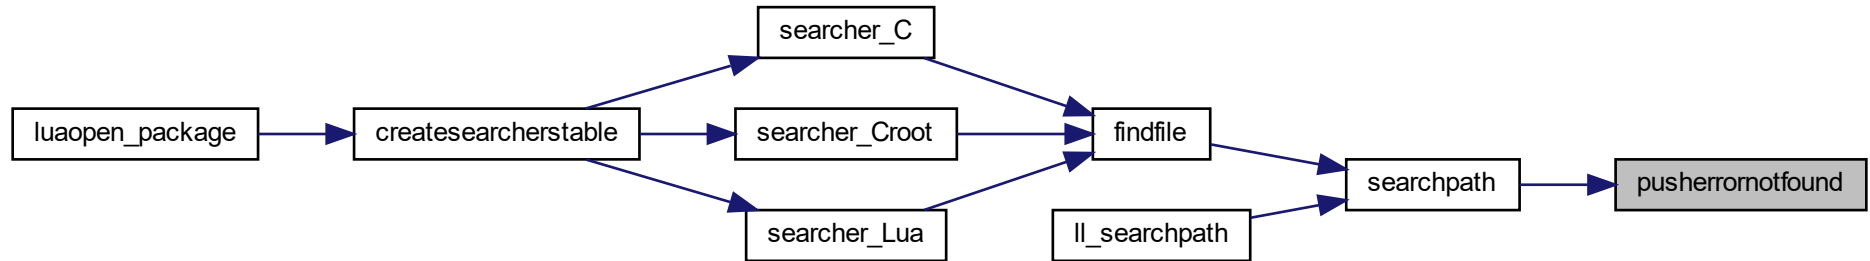 searcher_C
luaopen_package
createsearcherstable
searcher_Croot
findfile
searchpath
pusherrornotfound
searcher_Lua
ll_searchpath